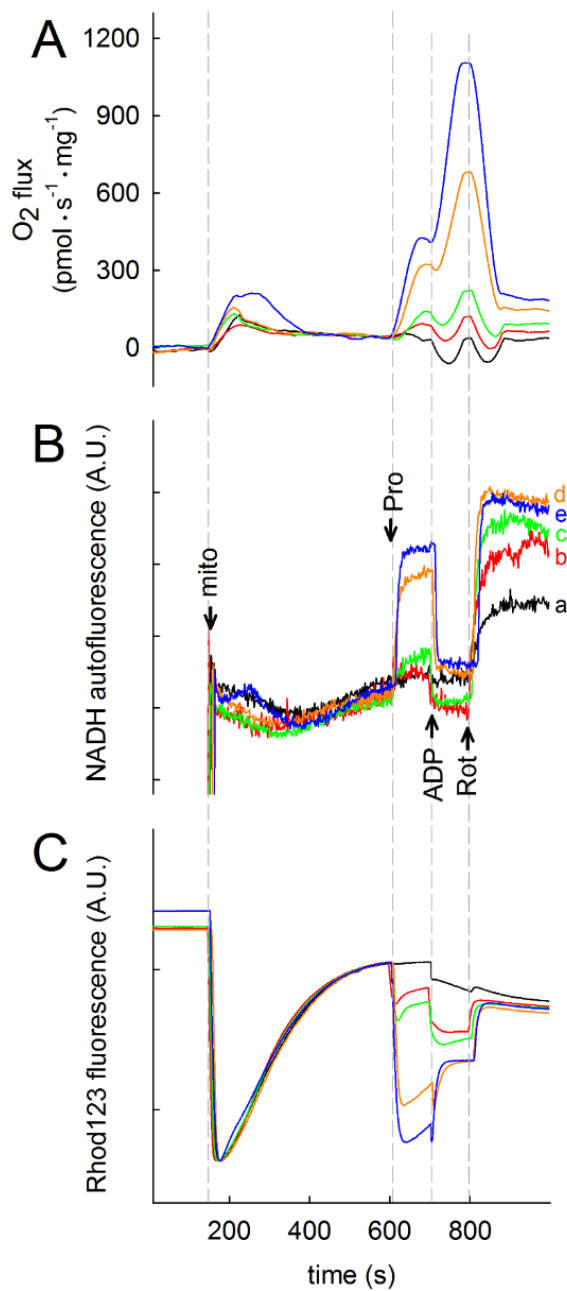 A
1200
900
600
300
0
O₂ flux
(pmol · s⁻¹ · mg⁻¹)
B
NADH autofluorescence (A.U.)
mito
Pro
ADP
Rot
d
e
c
b
a
C
Rhod123 fluorescence (A.U.)
200
400
600
800
time (s)